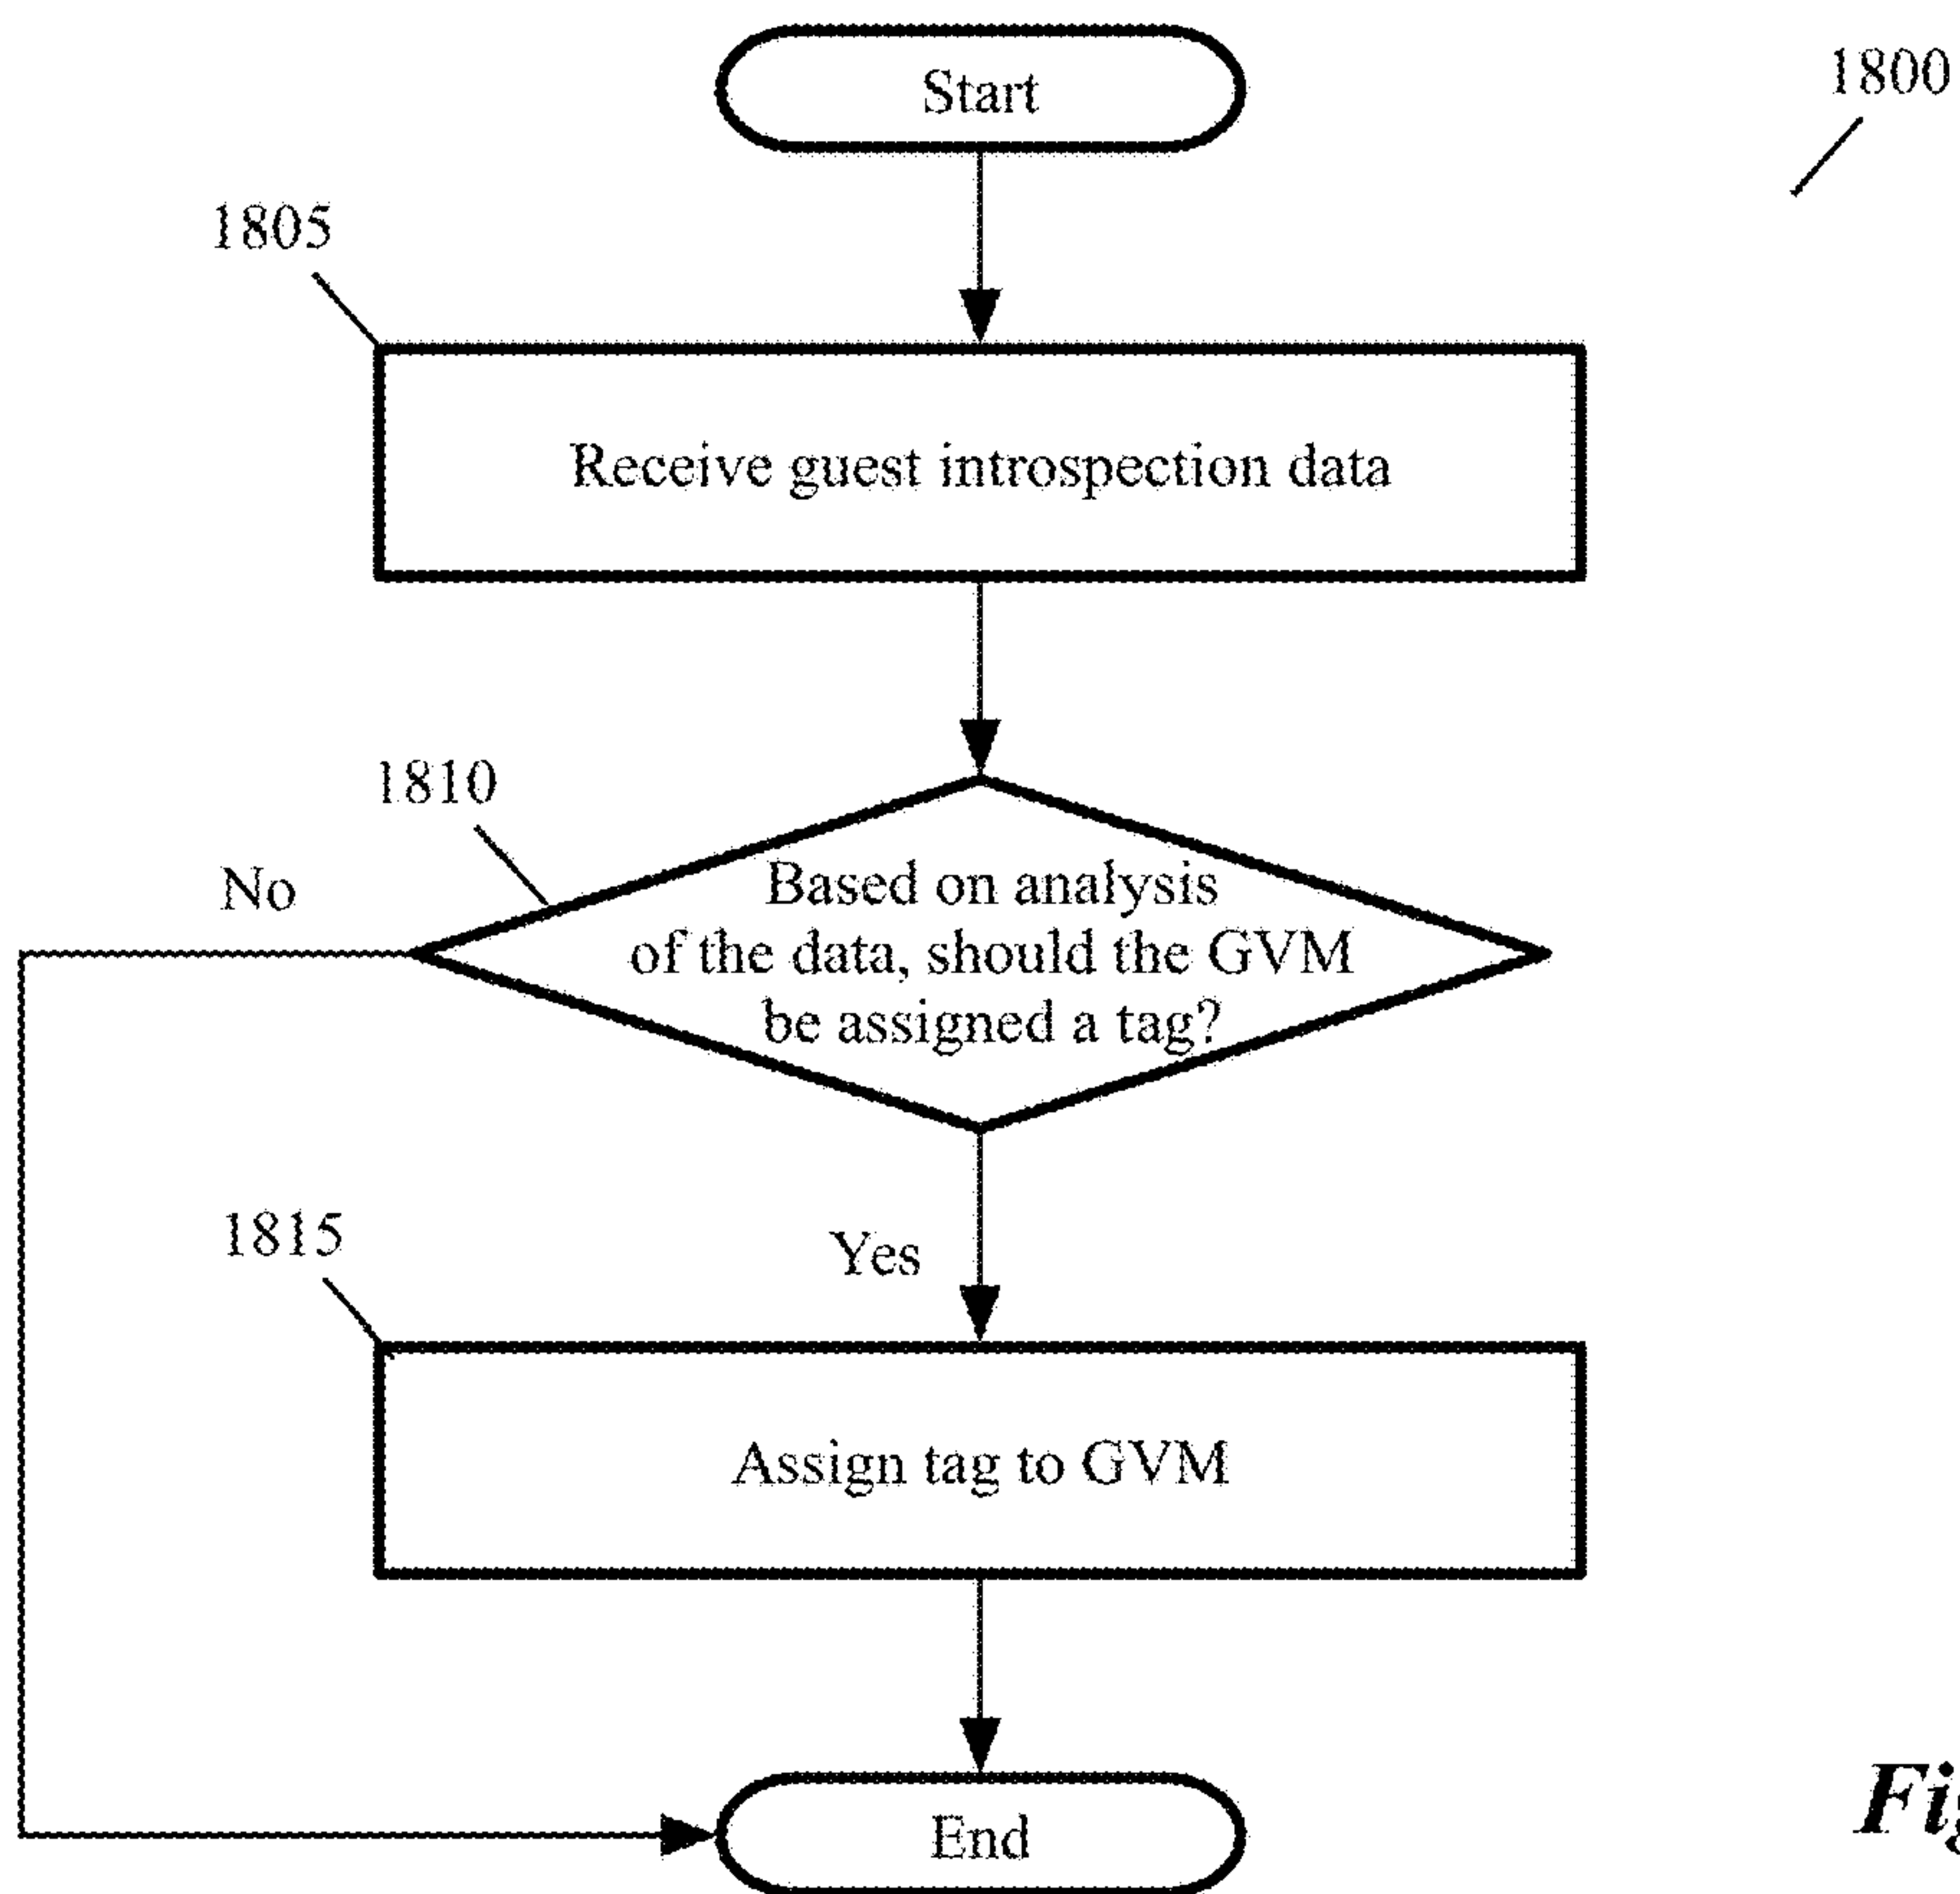 Start
1800
1805
Receive guest introspection data
1810
No
Based on analysis
of the data, should the GVM
be assigned a tag?
1815
Yes
Assign tag to GVM
End